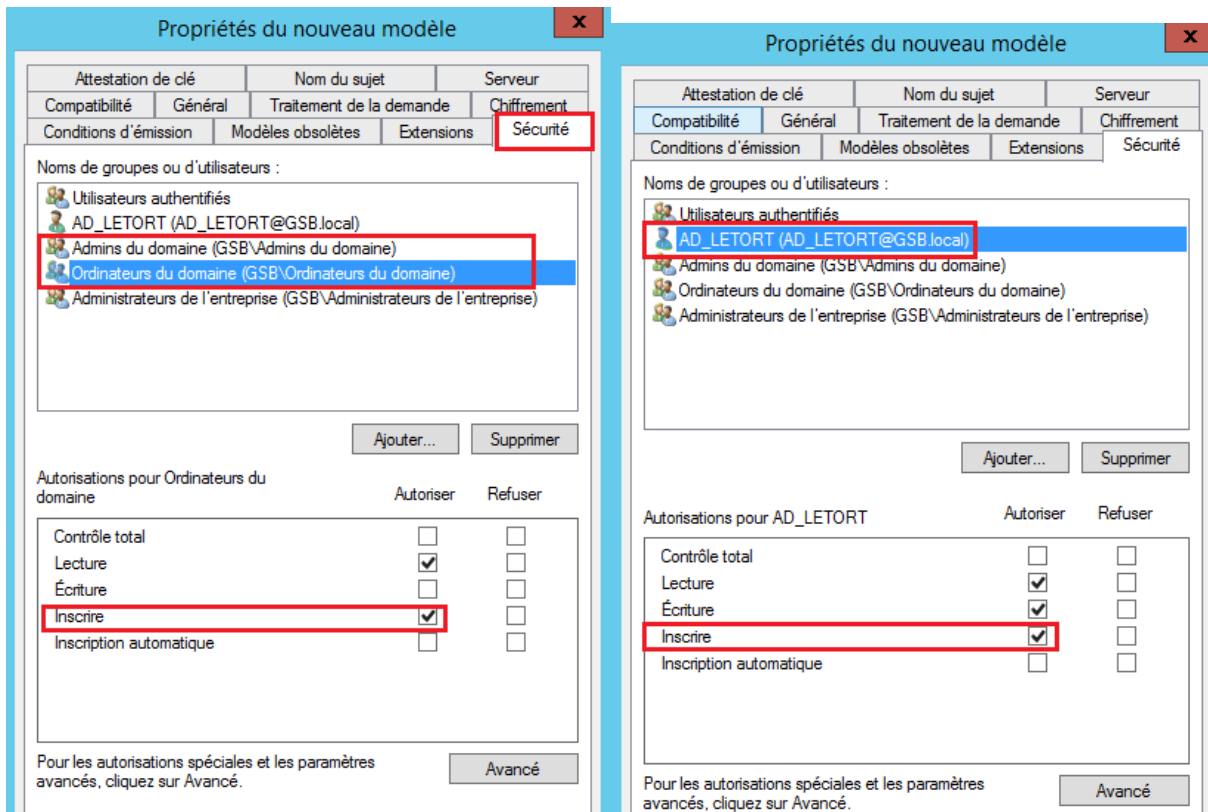 Propriétés du nouveau modèle
x
Attestation de clé Nom du sujet Serveur
Compatibilité Général Traitement de la demande Chiffrement
Conditions d'émission Modèles obsolètes Extensions Sécurité
Noms de groupes ou d'utilisateurs :
Utilisateurs authentifiés
AD_LETORT (AD_LETORT@GSB.local)
Admins du domaine (GSB\Admins du domaine)
Ordinateurs du domaine (GSB\Ordinateurs du domaine)
Administrateurs de l'entreprise (GSB\Administrateurs de l'entreprise)
Ajouter... Supprimer
Autorisations pour Ordinateurs du
domaine Autoriser Refuser
Contrôle total
Lecture
Écriture
Inscrire
Inscription automatique
Pour les autorisations spéciales et les paramètres
avancés, cliquez sur Avancé.
Avancé
Propriétés du nouveau modèle
x
Attestation de clé Nom du sujet Serveur
Compatibilité Général Traitement de la demande Chiffrement
Conditions d'émission Modèles obsolètes Extensions Sécurité
Noms de groupes ou d'utilisateurs :
Utilisateurs authentifiés
AD_LETORT (AD_LETORT@GSB.local)
Admins du domaine (GSB\Admins du domaine)
Ordinateurs du domaine (GSB\Ordinateurs du domaine)
Administrateurs de l'entreprise (GSB\Administrateurs de l'entreprise)
Ajouter... Supprimer
Autorisations pour AD_LETORT Autoriser Refuser
Contrôle total
Lecture
Écriture
Inscrire
Inscription automatique
Pour les autorisations spéciales et les paramètres
avancés, cliquez sur Avancé.
Avancé